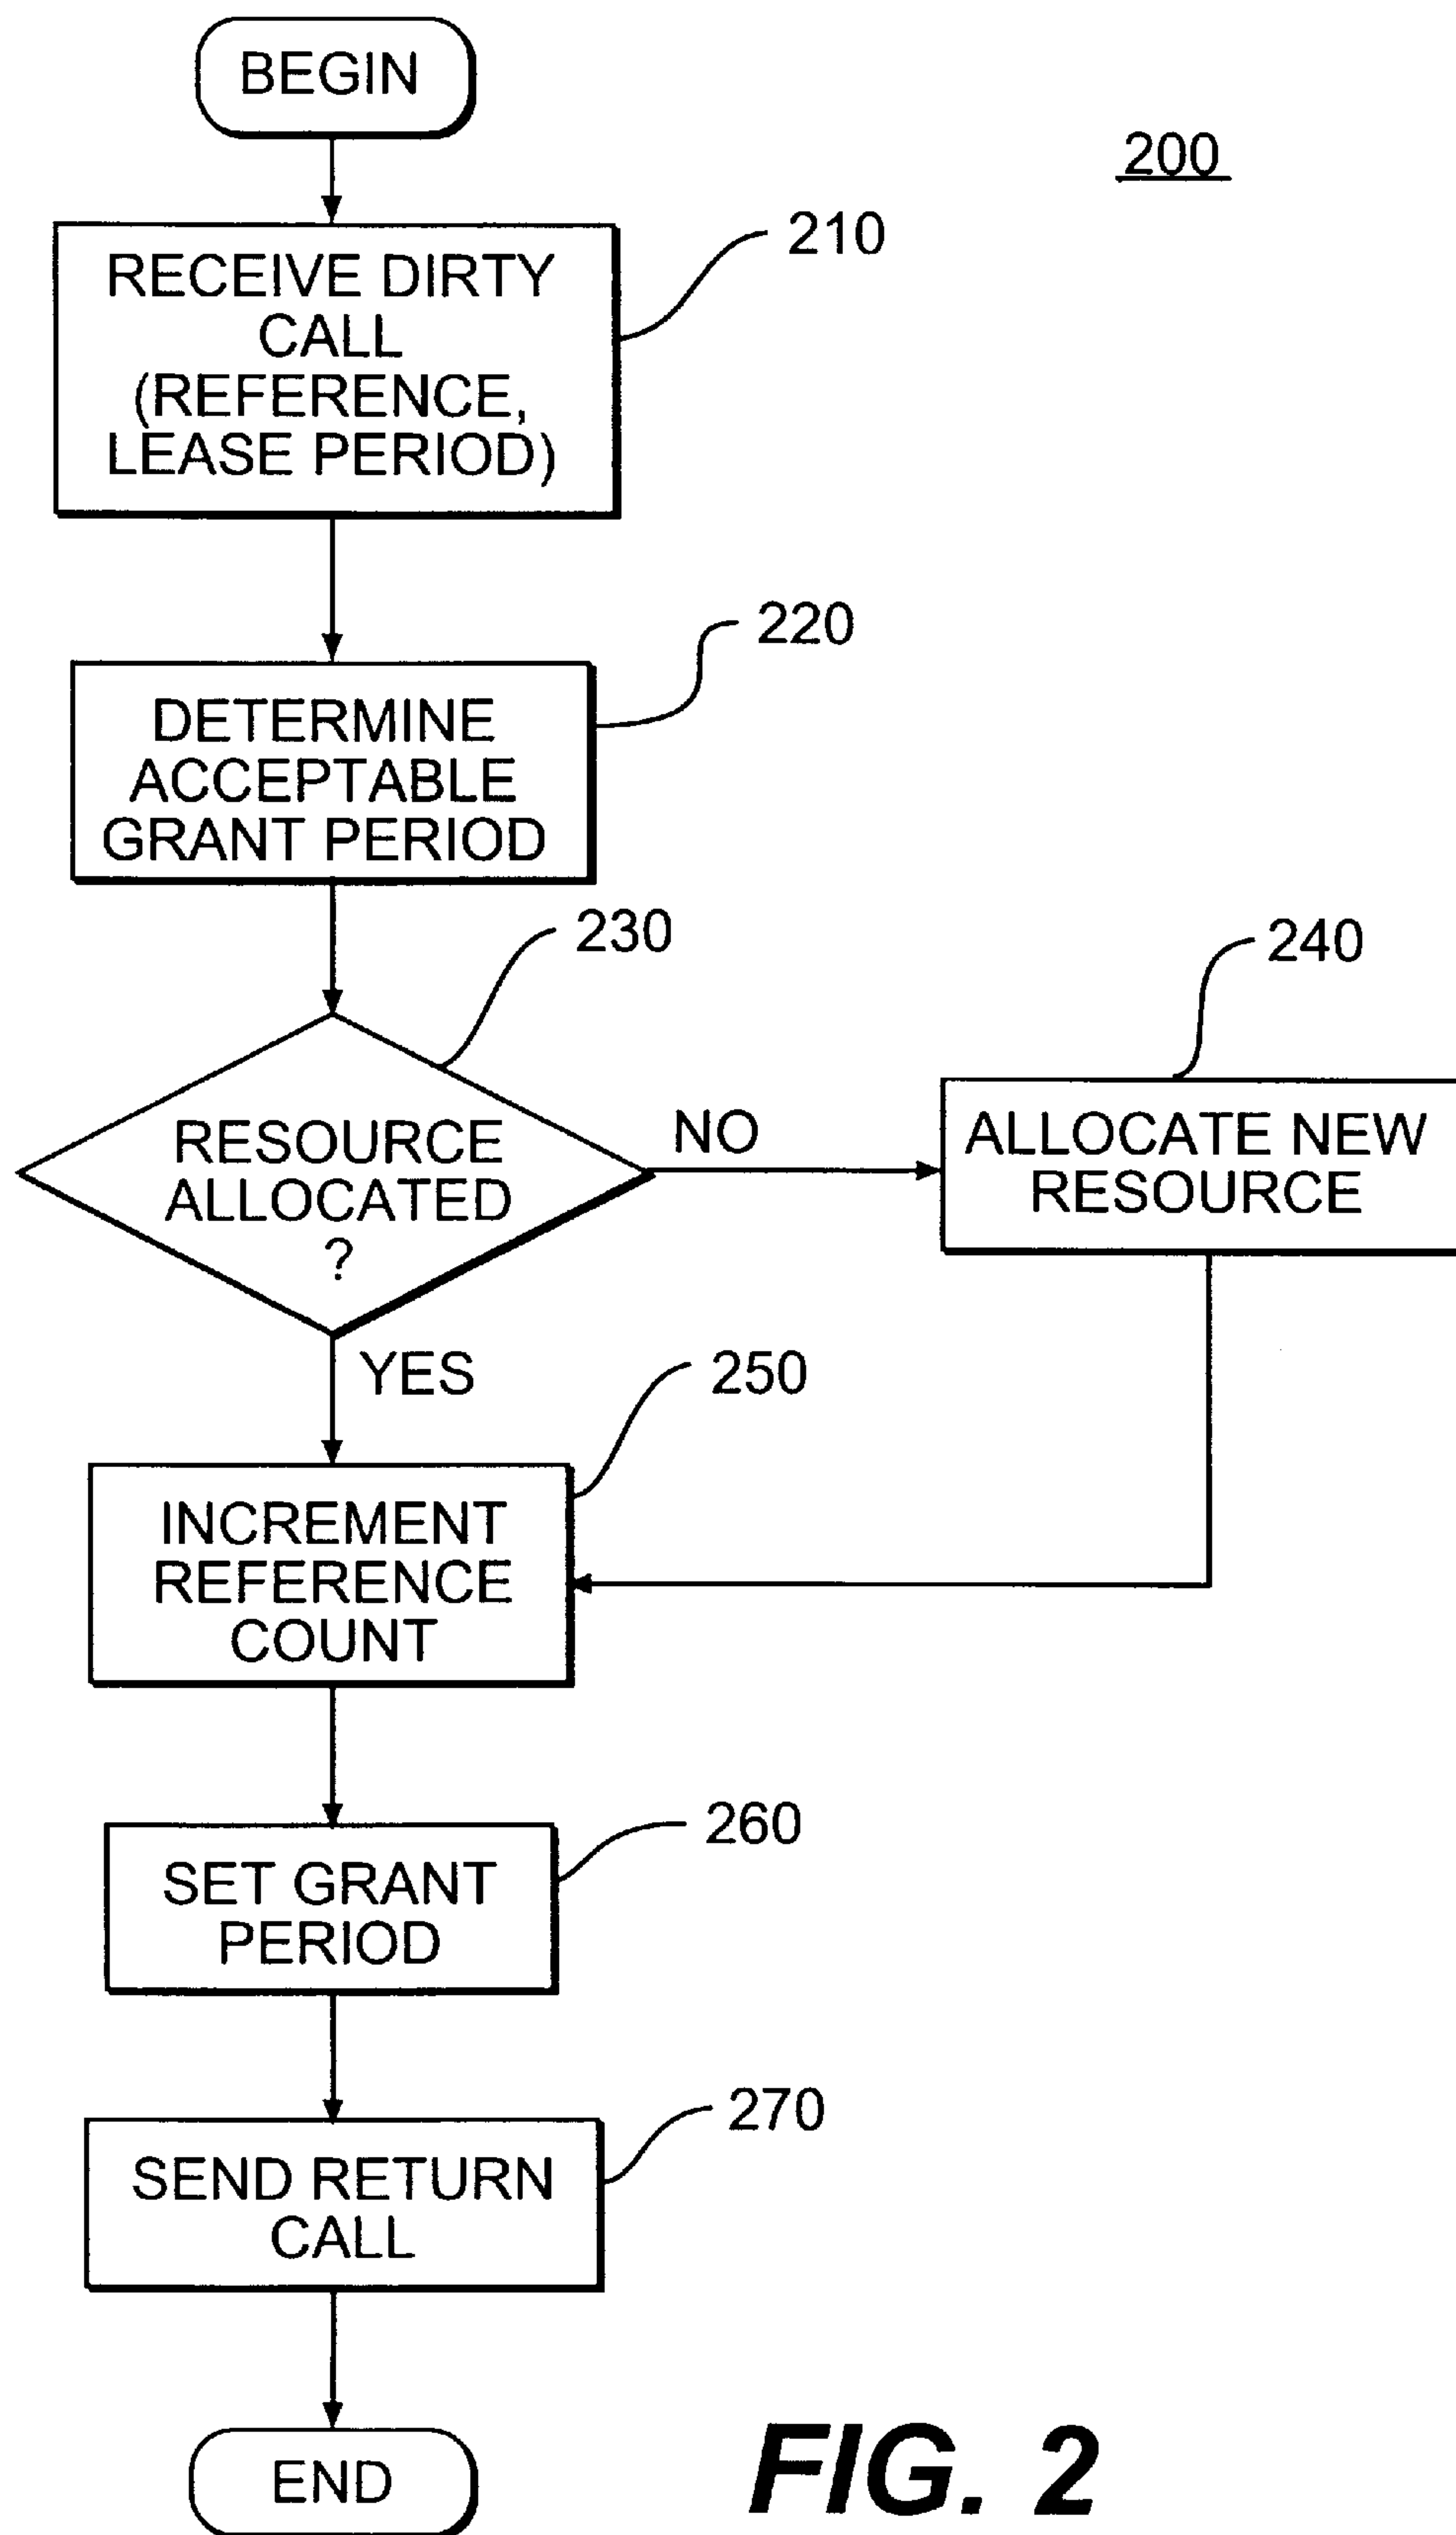 BEGIN
200
210
RECEIVE DIRTY
CALL
(REFERENCE,
LEASE PERIOD)
220
DETERMINE
ACCEPTABLE
GRANT PERIOD
230
240
RESOURCE
ALLOCATED
?
NO
ALLOCATE NEW
RESOURCE
YES
250
INCREMENT
REFERENCE
COUNT
260
SET GRANT
PERIOD
270
SEND RETURN
CALL
END
FIG. 2